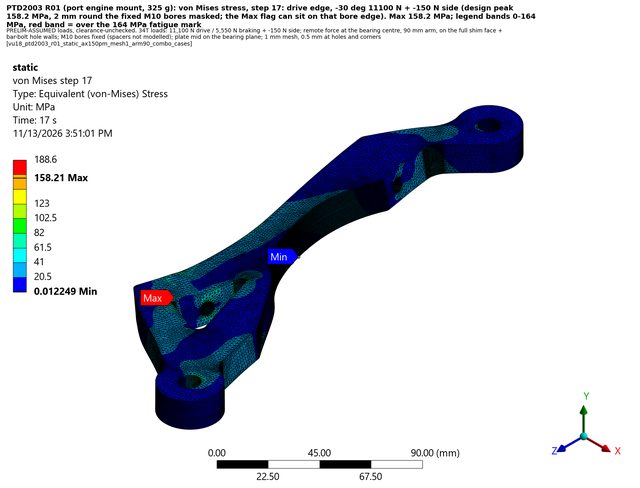 PTD2003 R01 (port engine mount, 325 g): von Mises stress, step 17: drive edge, -30 deg 11100 N + -150 N side (design peak
158.2 MPa, 2 mm round the fixed M10 bores masked; the Max flag can sit on that bore edge). Max 158.2 MPa; legend bands 0-164
MPa, red band = over the 164 MPa fatigue mark
PRELIM-ASSUMED loads, clearance-unchecked. 34T loads: 11,100 N drive / 5,550 N braking + -150 N side; remote force at the bearing centre, 90 mm arm, on the full shim face +
barbolt hole walls; M10 bores fixed (spacers not modelled); plate mid on the bearing plane; 1 mm mesh, 0.5 mm at holes and corners
[vu18_ptd2003_r01_static_ax150pm_mesh1_arm90_combo_cases]
static
von Mises step 17
Type: Equivalent (von-Mises) Stress
Unit: MPa
Time: 17 s
11/13/2026 3:51:01 PM
188.6
158.21 Max
123
102.5
82
61.5
41
20.5
0.012249 Min
Min
Max
0.00 45.00 90.00 (mm)
22.50 67.50
Y
Z X